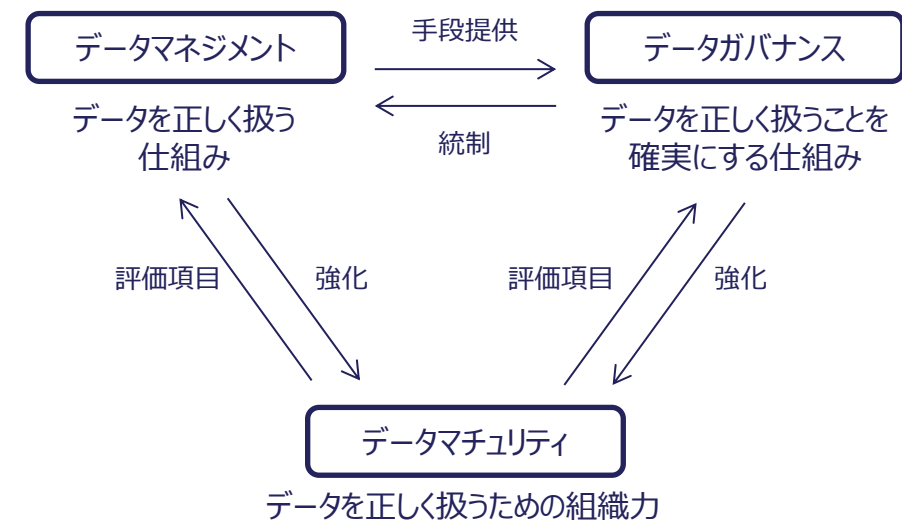 データマネジメント
手段提供
データガバナンス
データを正しく扱う
仕組み
統制
データを正しく扱うことを
確実にする仕組み
評価項目
強化
評価項目
強化
データマチュリティ
データを正しく扱うための組織力